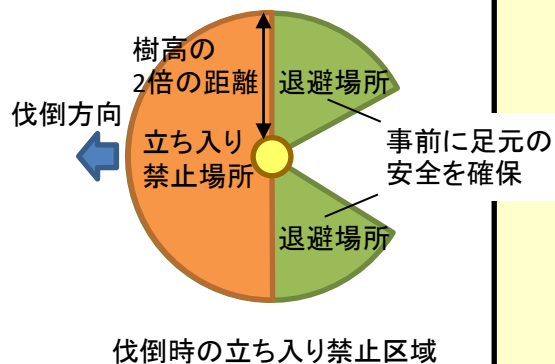 樹高の
2倍の距離
退避場所
伐倒方向
立ち入り
禁止場所
事前に足元の
安全を確保
退避場所
伐倒時の立ち入り禁止区域